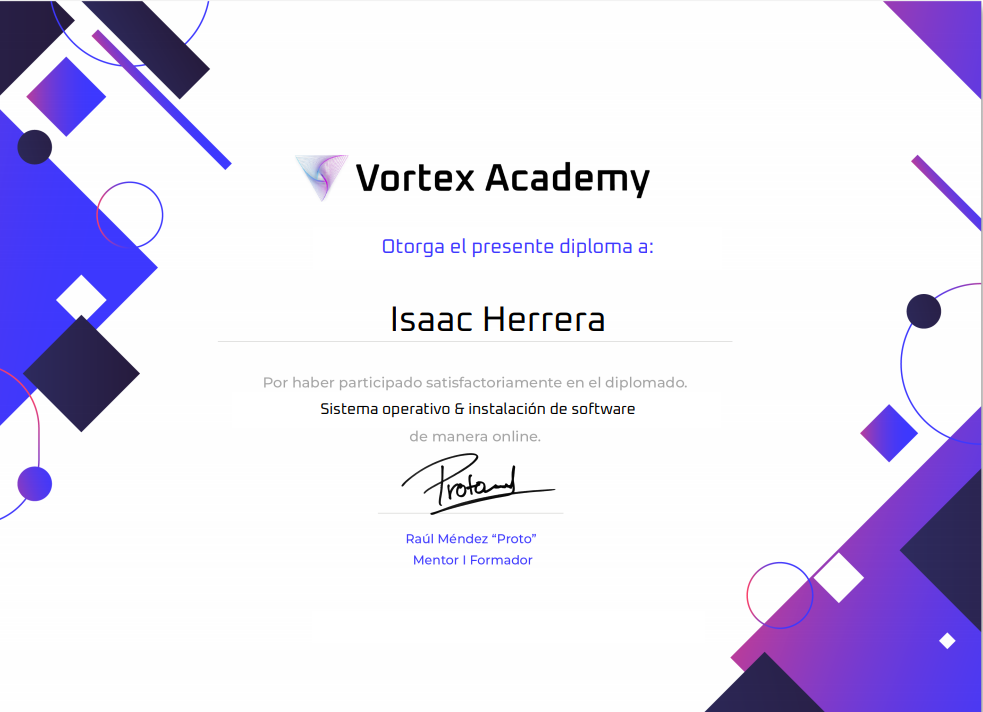 Vortex Academy
Otorga el presente diploma a:
Isaac Herrera
Por haber participado satisfactoriamente en el diplomado.
Sistema operativo & instalación de software
de manera online.
Raúl Méndez “Proto”
Mentor I Formador